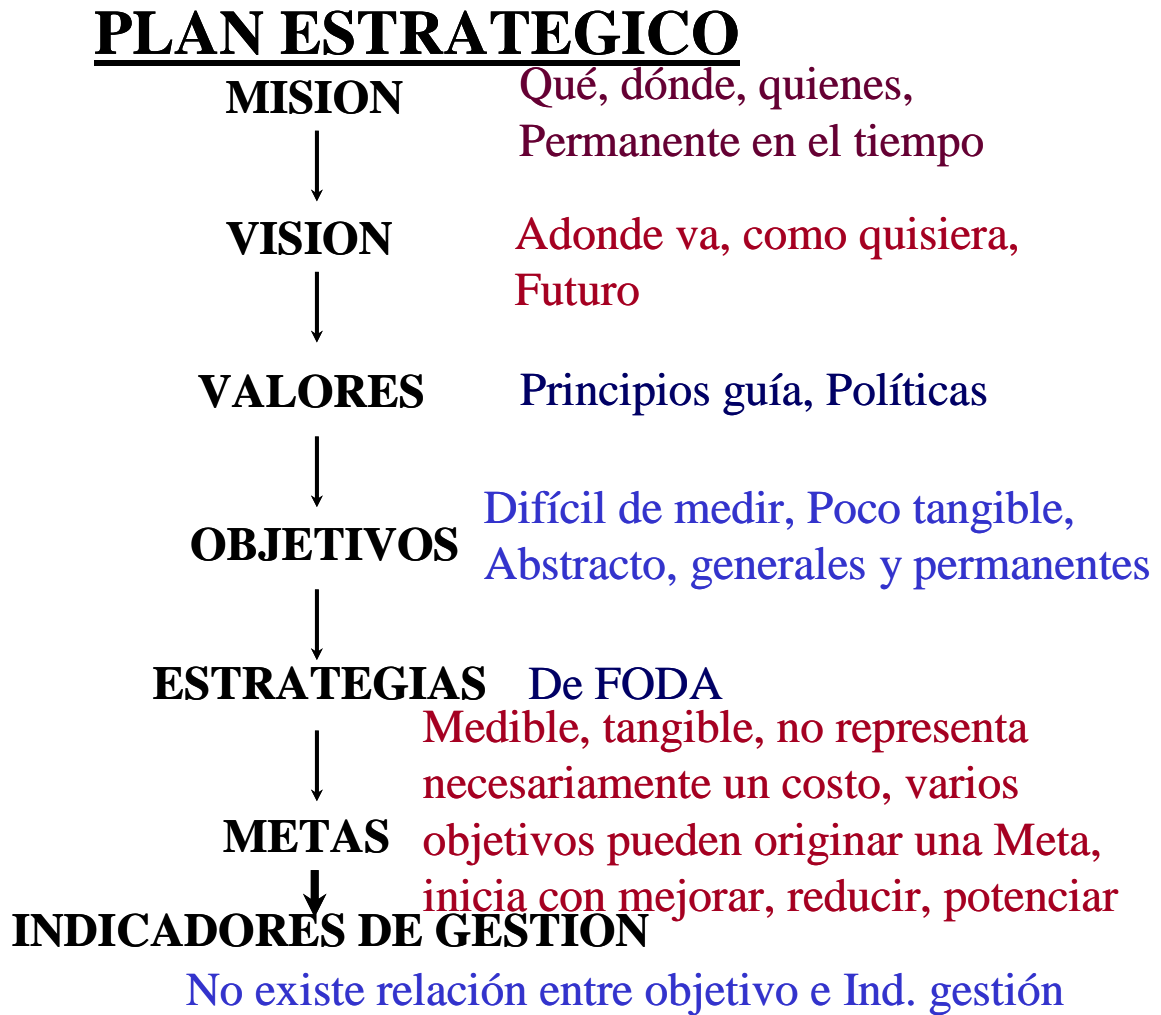 PLAN ESTRATEGICO
MISION
Qué, dónde, quienes,
Permanente en el tiempo
VISION
Adonde va, como quisiera,
Futuro
VALORES
Principios guía, Políticas
OBJETIVOS
Difícil de medir, Poco tangible,
Abstracto, generales y permanentes
ESTRATEGIAS
De FODA
METAS
Medible, tangible, no representa
necesariamente un costo, varios
objetivos pueden originar una Meta,
inicia con mejorar, reducir, potenciar
INDICADORES DE GESTION
No existe relación entre objetivo e Ind. gestión